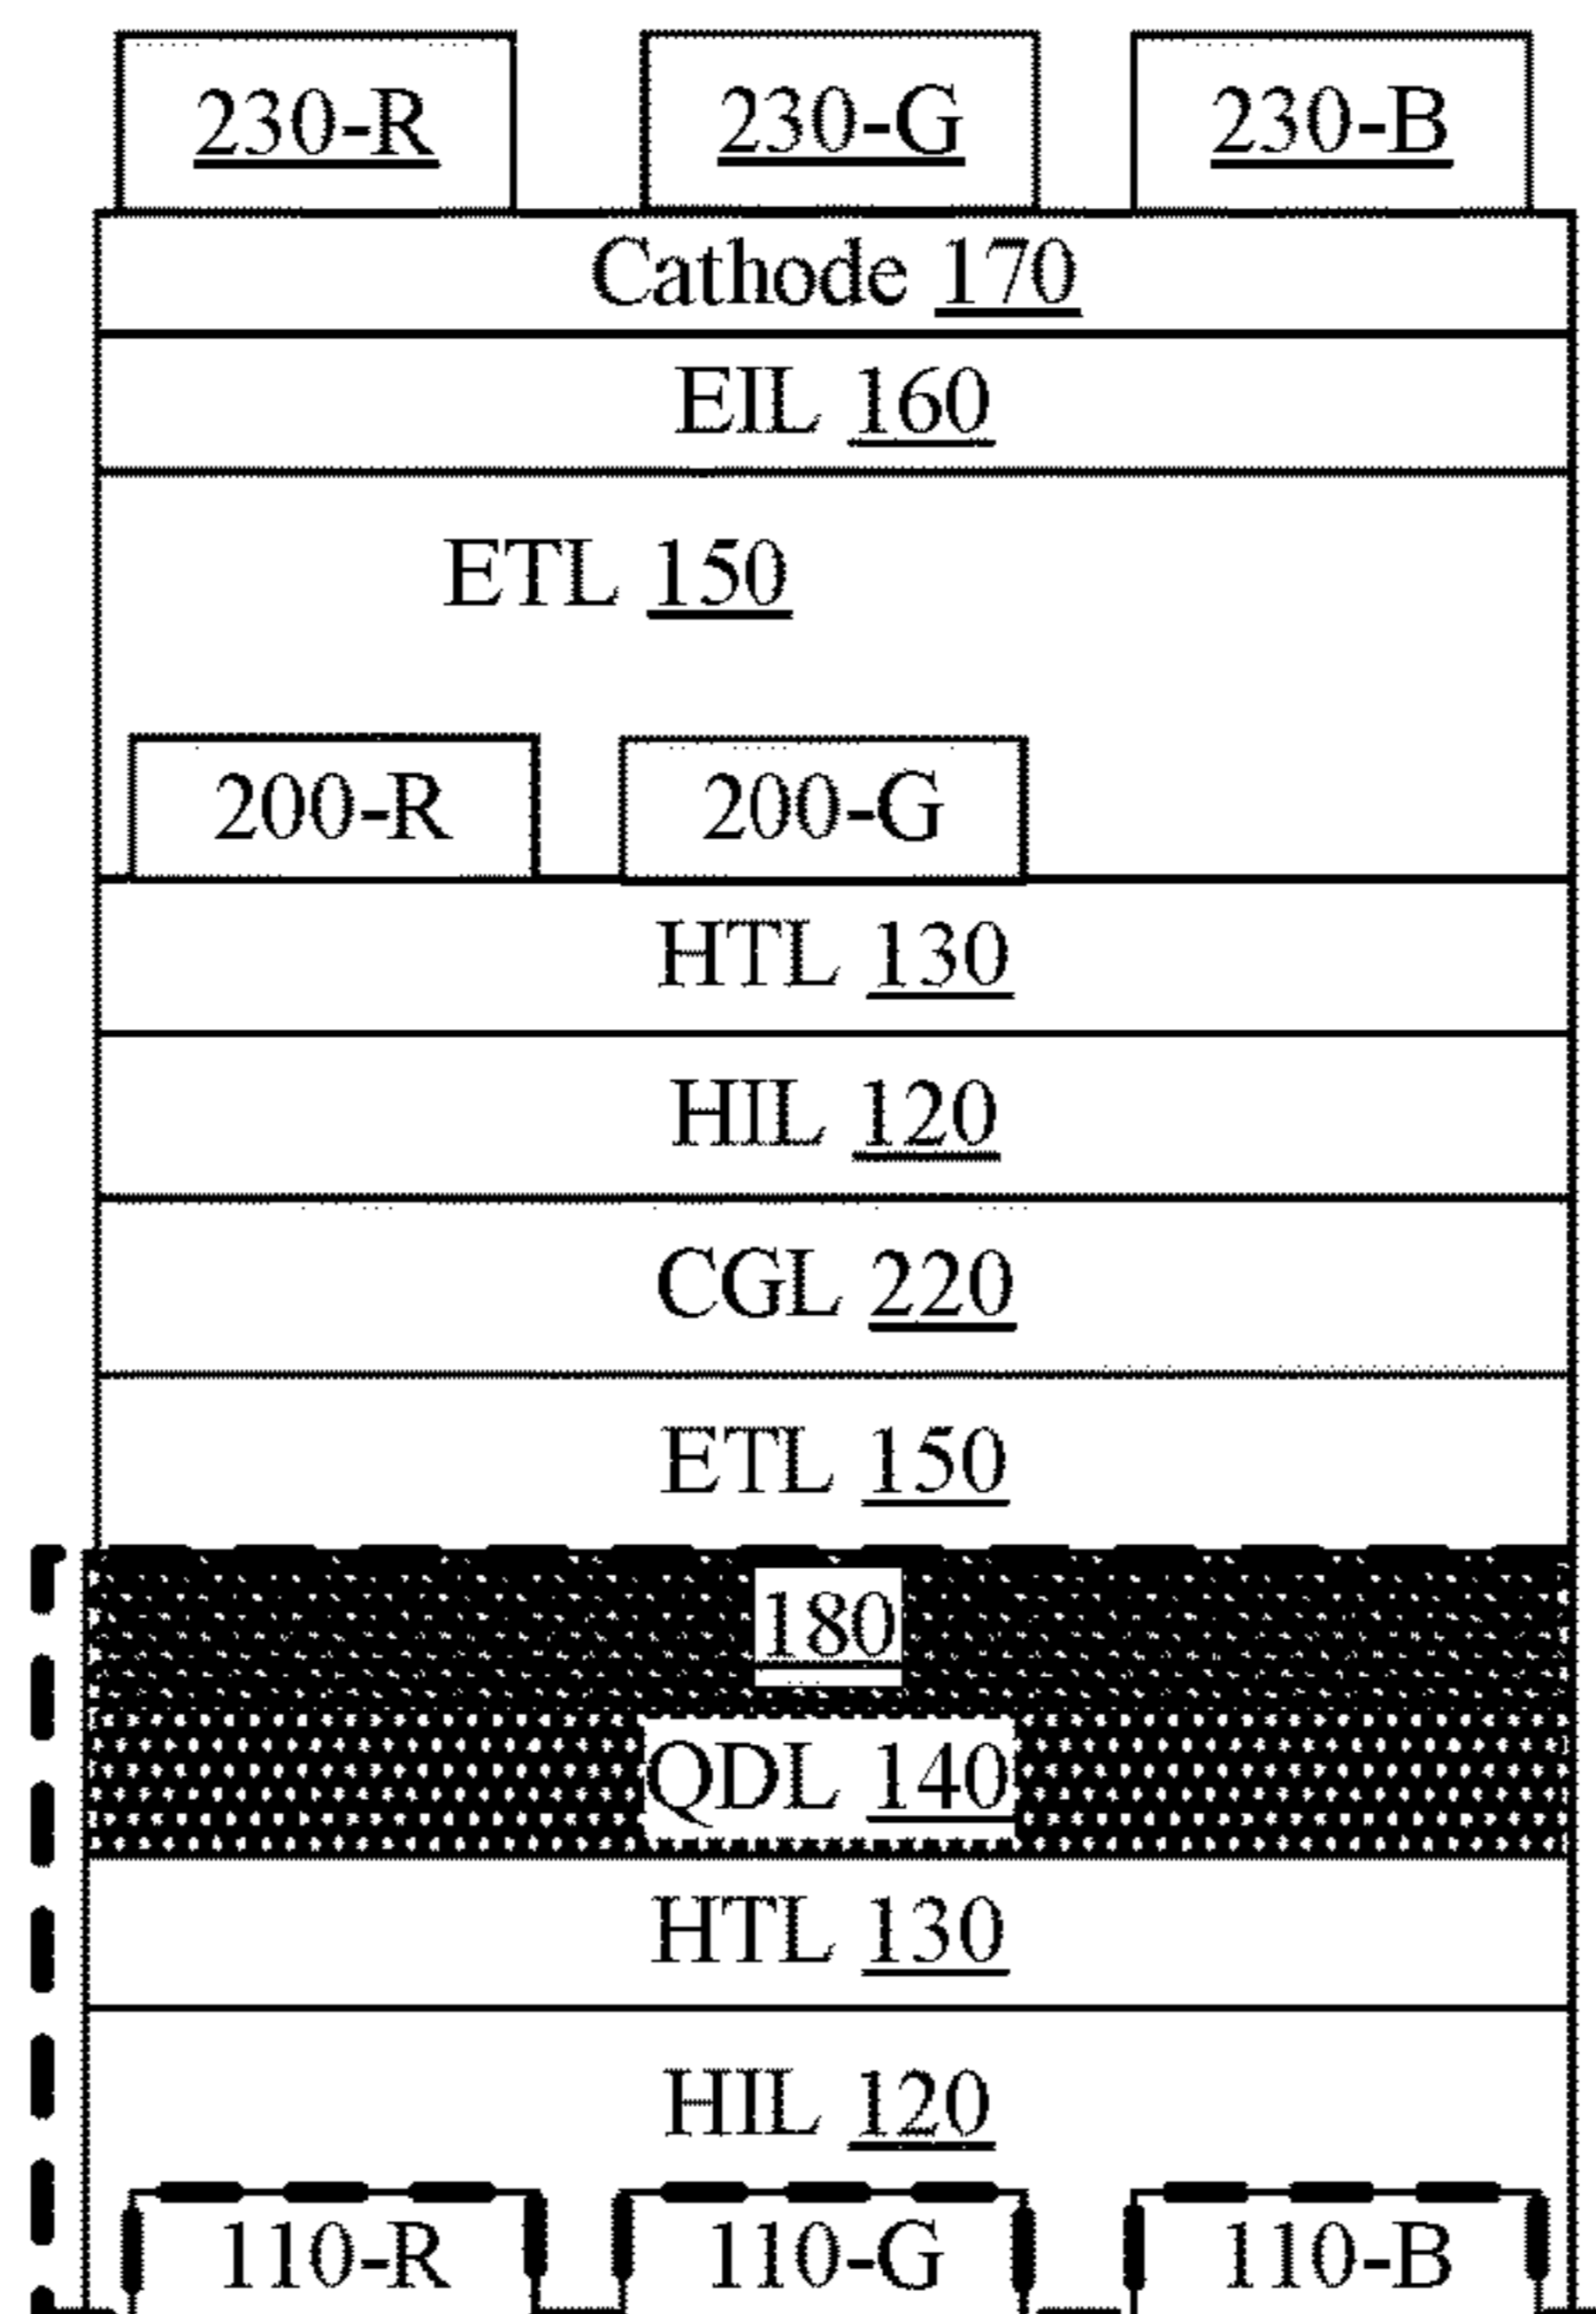 230-R 230-G 230-B
Cathode 170
EIL 160
ETL 150
200-R 200-G
HTL 130
HIL 120
CGL 220
ETL 150
180
QDL 140
HTL 130
HIL 120
110-R 110-G 110-B